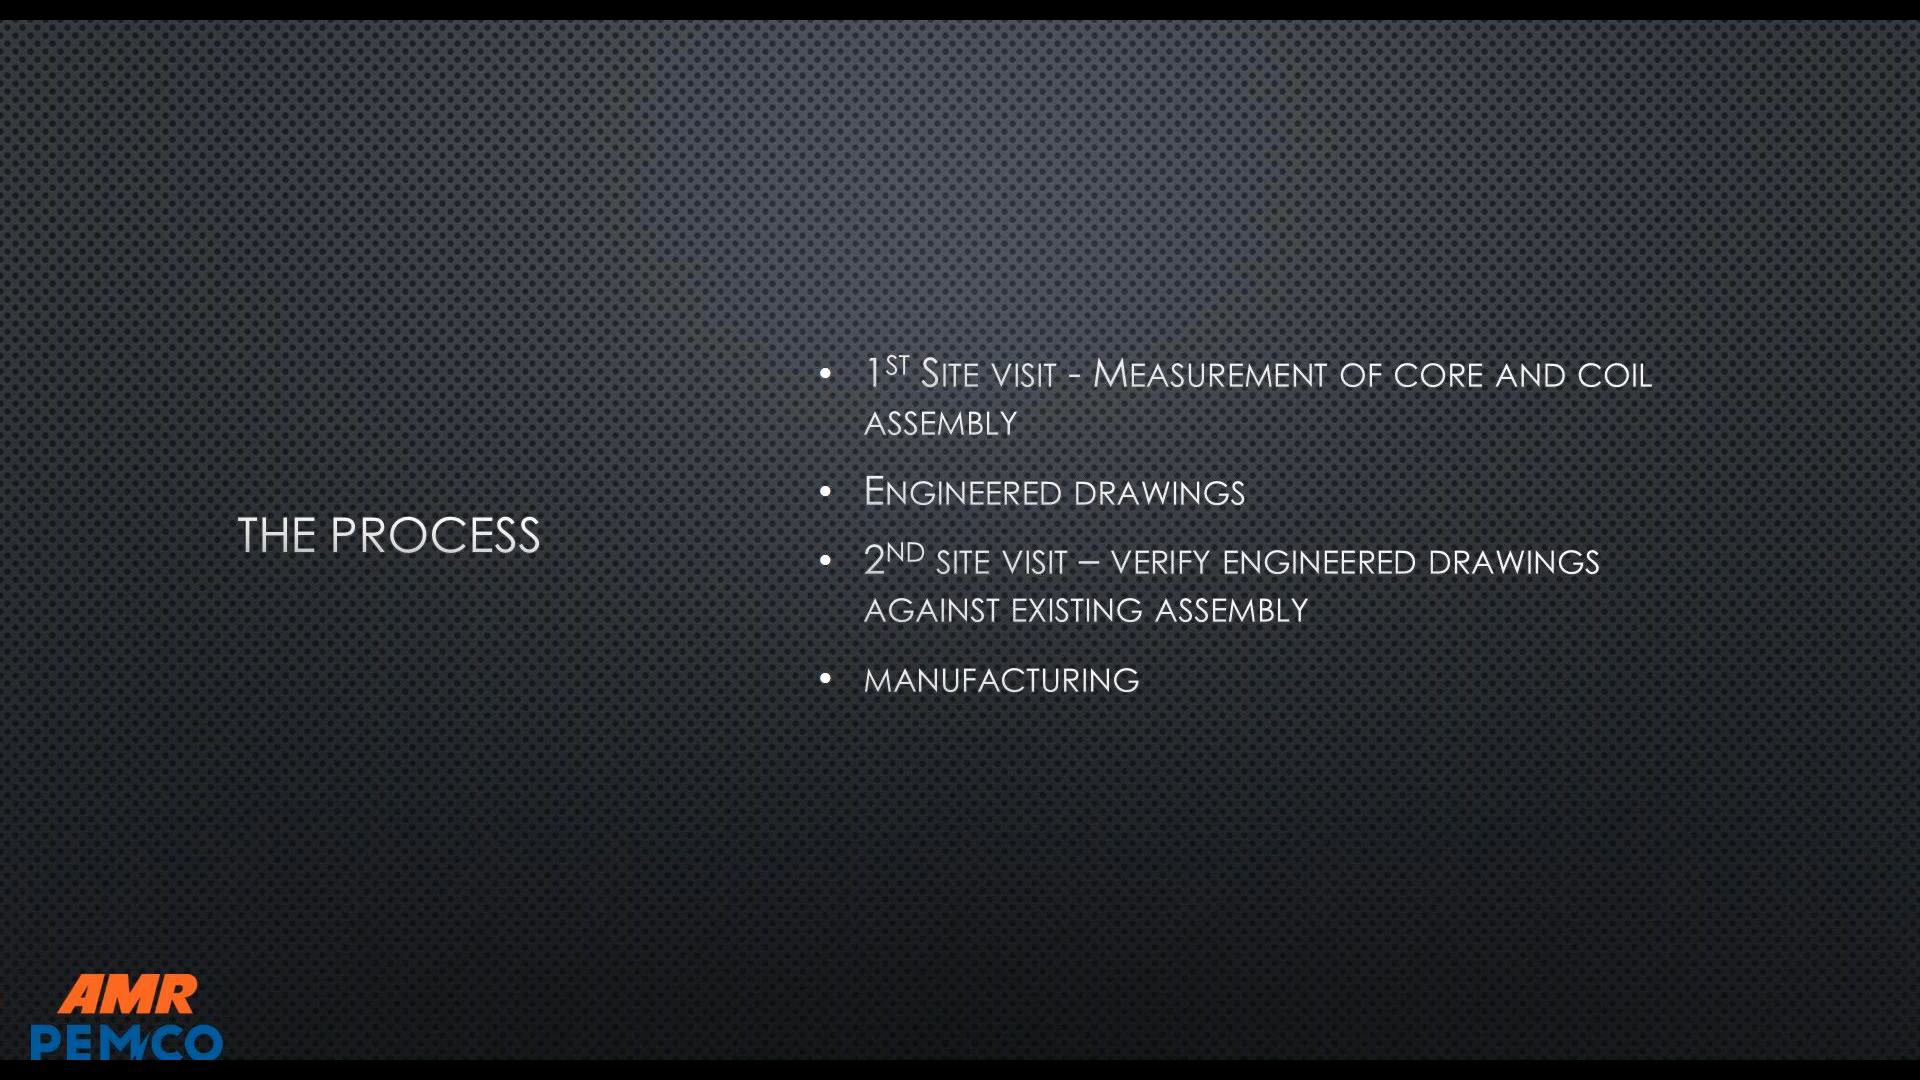 THE PROCESS
• 1ST SITE VISIT - MEASUREMENT OF CORE AND COIL
ASSEMBLY
• ENGINEERED DRAWINGS
• 2ND SITE VISIT – VERIFY ENGINEERED DRAWINGS
AGAINST EXISTING ASSEMBLY
• MANUFACTURING
AMR
PEMCO